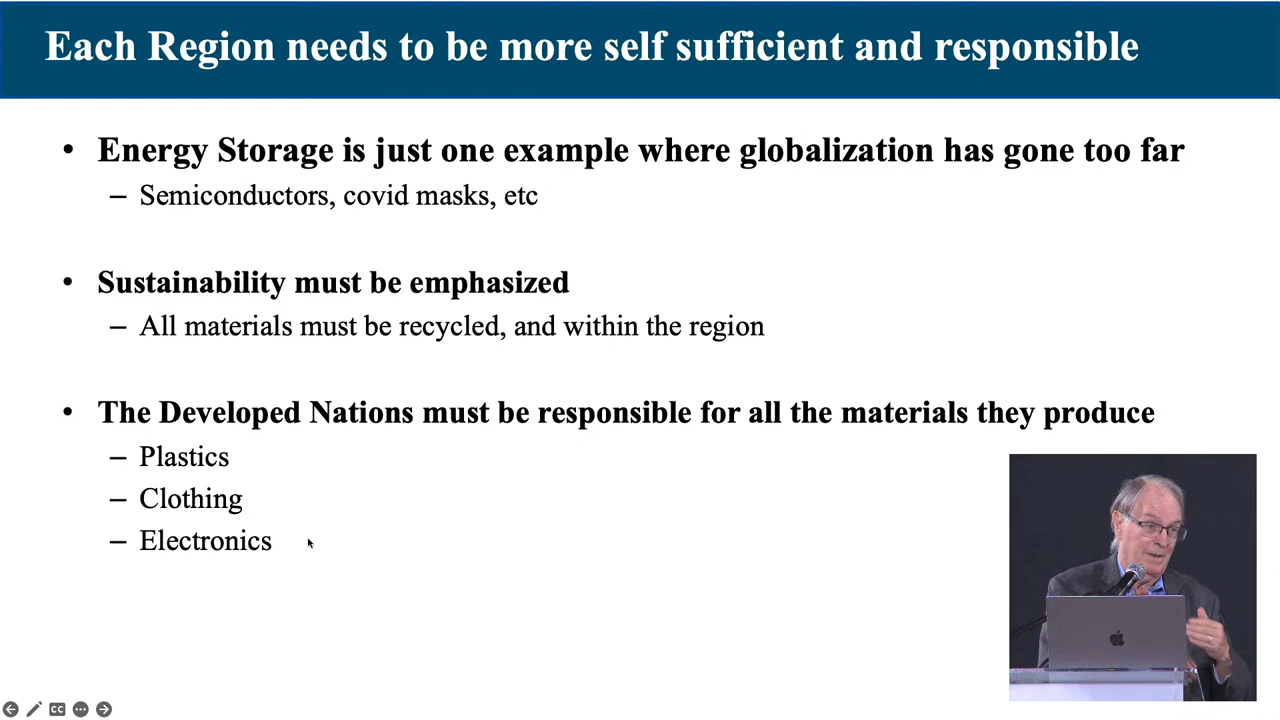 Each Region needs to be more self sufficient and responsible
• Energy Storage is just one example where globalization has gone too far
– Semiconductors, covid masks, etc
• Sustainability must be emphasized
– All materials must be recycled, and within the region
• The Developed Nations must be responsible for all the materials they produce
– Plastics
– Clothing
– Electronics
CC